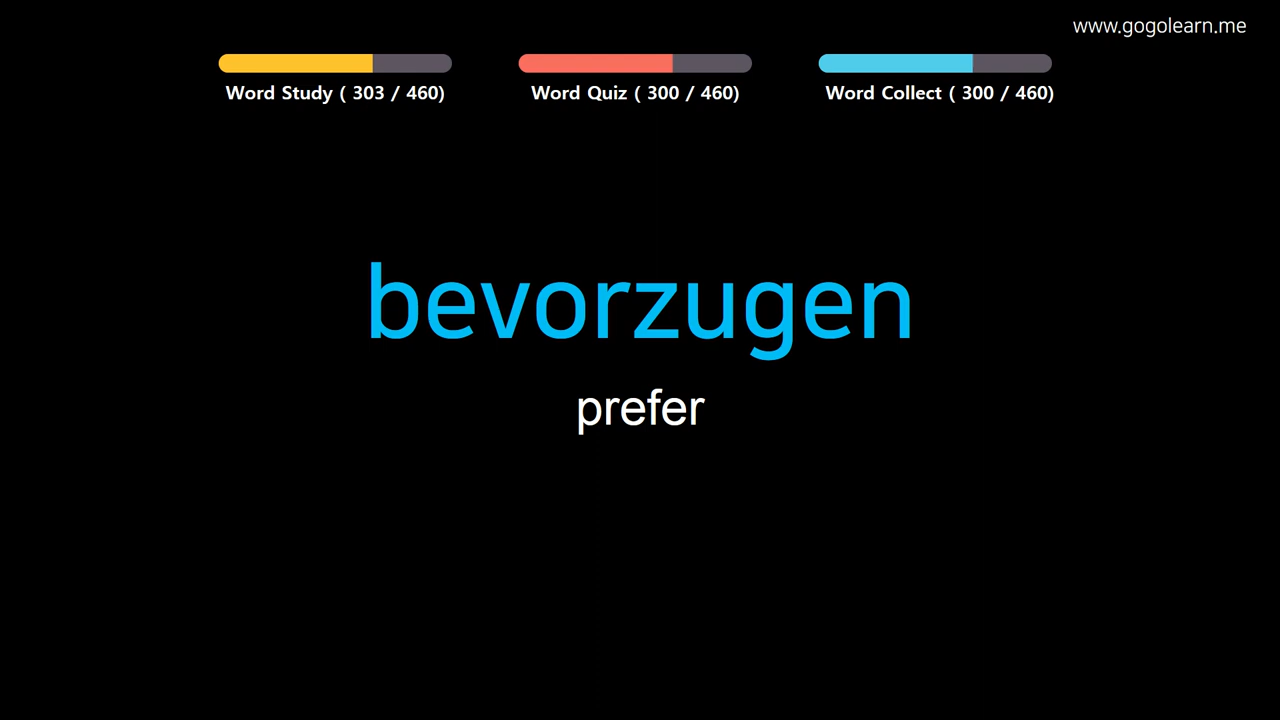 www.gogolearn.me
Word Study ( 303 / 460)
Word Quiz ( 300 / 460)
Word Collect ( 300 / 460)
bevorzugen
prefer